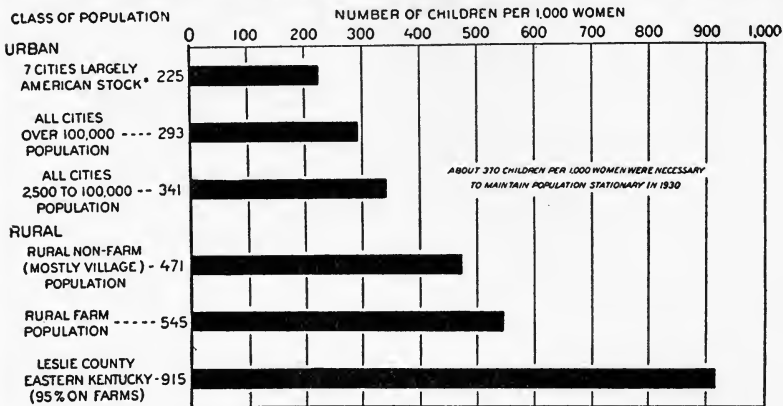 CLASS OF POPULATION
NUMBER OF CHILDREN PER 1,000 WOMEN
0 100 200 300 400 500 600 700 800 900 1,000
URBAN
7 CITIES LARGELY
AMERICAN STOCK* 225
ALL CITIES
OVER 100,000 ---- 293
POPULATION
ALL CITIES
2,500 TO 100,000 -- 341
POPULATION
ABOUT 370 CHILDREN PER 1,000 WOMEN WERE NECESSARY
TO MAINTAIN POPULATION STATIONARY IN 1930
RURAL
RURAL NON-FARM
(MOSTLY VILLAGE) - 471
POPULATION
RURAL FARM
POPULATION ----- 545
LESLIE COUNTY
EASTERN KENTUCKY - 915
(95% ON FARMS)